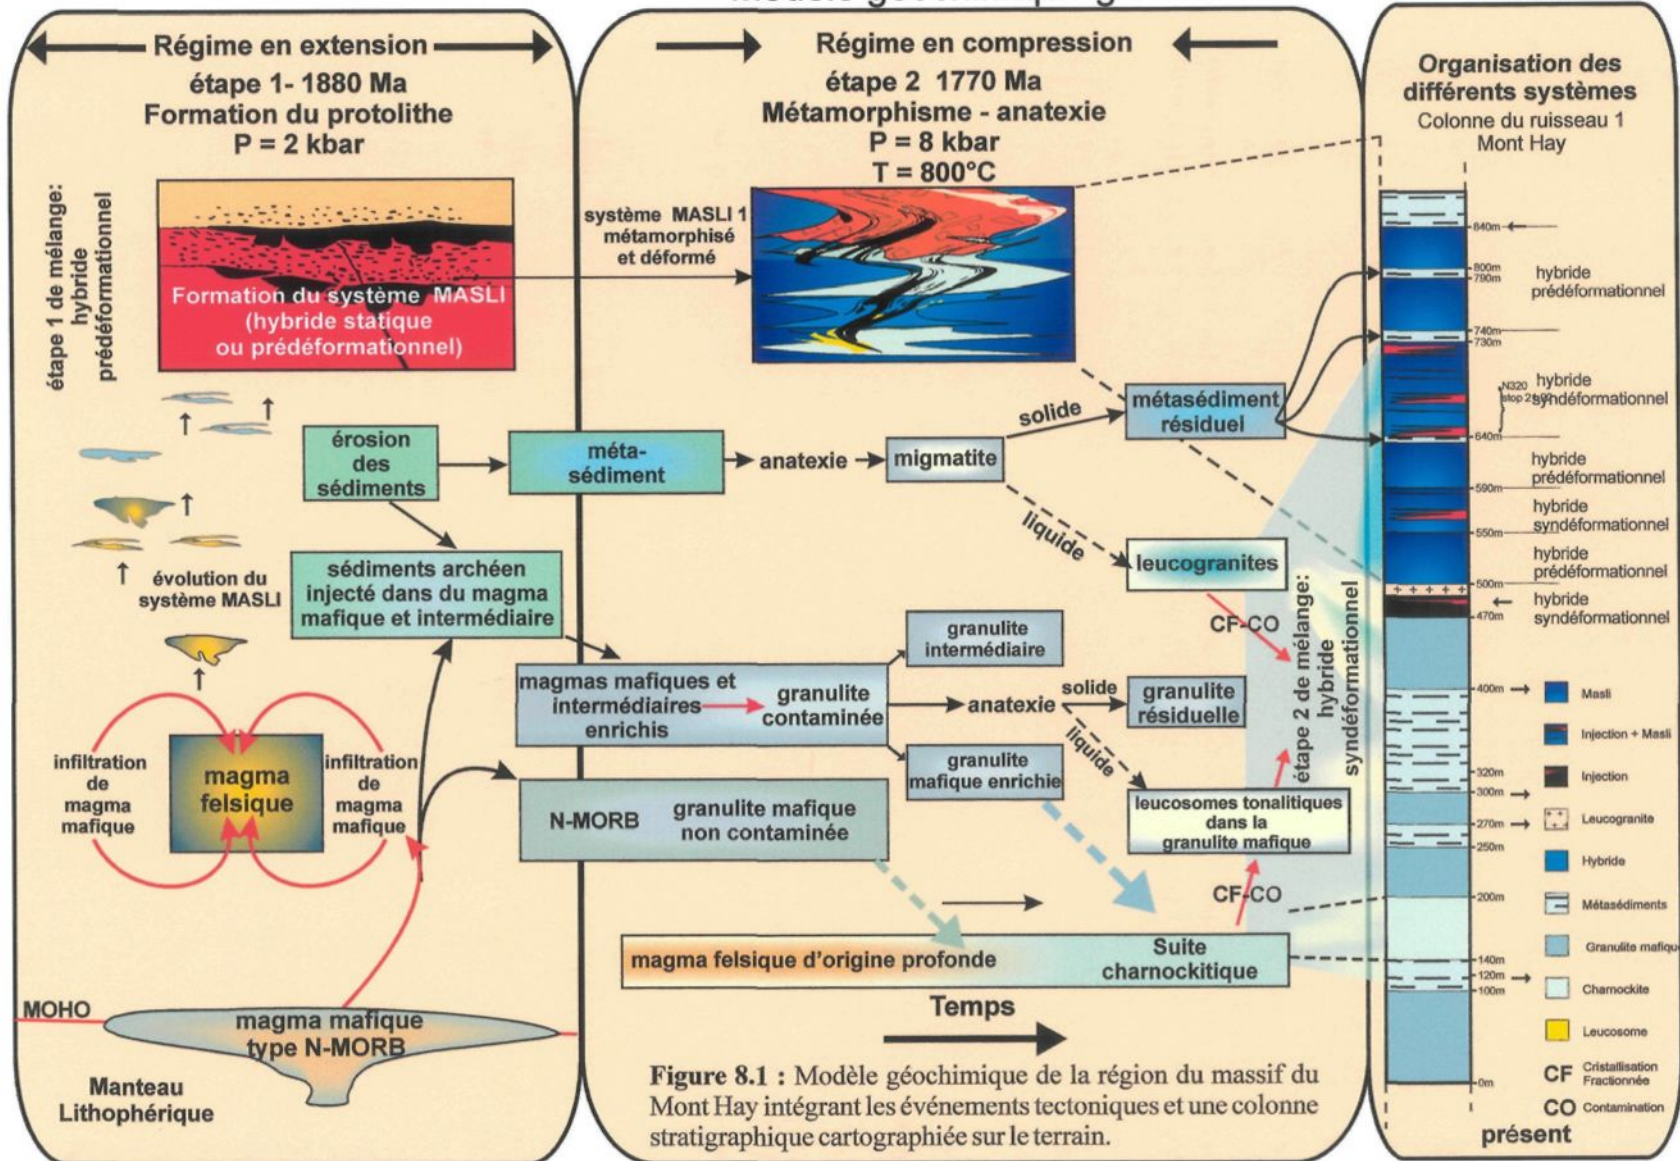 Régime en extension
étape 1- 1880 Ma
Formation du protolithe
P = 2 kbar
étape 1 de mélange:
hybride
prédéformationnel
Formation du système MASLI
(hybride statique
ou prédéformationnel)
érosion
des
sédiments
sédiments archéen
injecté dans du magma
mafique et intermédiaire
évolution du
système MASLI
infiltration
de
magma
mafique
magma
felsique
infiltration
de
magma
mafique
MOHO
magma mafique
type N-MORB
Manteau
Lithophérique
Régime en compression
étape 2 1770 Ma
Métamorphisme - anatexie
P = 8 kbar
T = 800°C
système MASLI 1
métamorphisé
et déformé
méta-
sédiment
anatexie
migmatite
solide
métasédiment
résiduel
liquide
leucogranites
CF-CO
étape 2 de mélange:
hybride
syndéformationnel
magmas mafiques et
intermédiaires
enrichis
granulite
contaminée
granulite
intermédiaire
anatexie
solide
granulite
résiduelle
liquide
granulite
mafique enrichie
N-MORB
granulite mafique
non contaminée
leucosomes tonalitiques
dans la
granulite mafique
CF-CO
magma felsique d'origine profonde
Suite
charnockitique
Temps
Figure 8.1 : Modèle géochimique de la région du massif du
Mont Hay intégrant les événements tectoniques et une colonne
stratigraphique cartographiée sur le terrain.
Organisation des
différents systèmes
Colonne du ruisseau 1
Mont Hay
840m
800m
790m
hybride
prédéformationnel
740m
730m
N320
stop
hybride
syndéformationnel
640m
hybride
prédéformationnel
590m
hybride
syndéformationnel
550m
hybride
prédéformationnel
500m
hybride
syndéformationnel
470m
400m
320m
300m
270m
250m
200m
140m
120m
100m
0m
Masli
Injection + Masli
Injection
Leucogranite
Hybride
Métasédiments
Granulite mafique
Charnockite
Leucosome
CF Cristallisation
Fractionnée
CO Contamination
présent